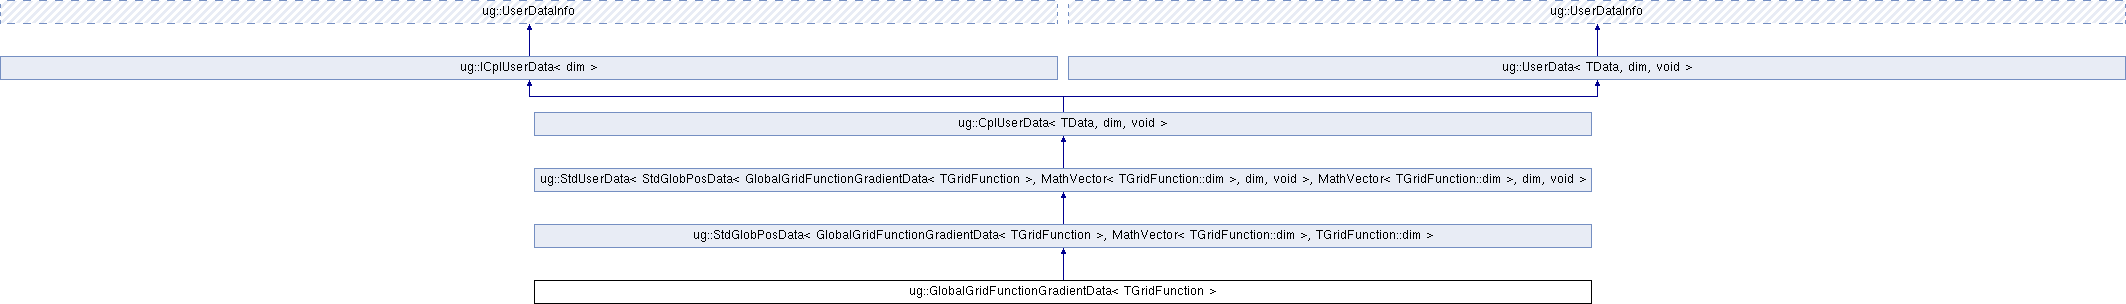 ug::UserDataInfo
ug::UserDataInfo
ug::ICplUserData< dim >
ug::UserData< TData, dim, void >
ug::CplUserData< TData, dim, void >
ug::StdUserData< StdGlobPosData< GlobalGridFunctionGradientData< TGridFunction >, MathVector< TGridFunction::dim >, dim, void >, MathVector< TGridFunction::dim >, dim, void >
ug::StdGlobPosData< GlobalGridFunctionGradientData< TGridFunction >, MathVector< TGridFunction::dim >, TGridFunction::dim >
ug::GlobalGridFunctionGradientData< TGridFunction >